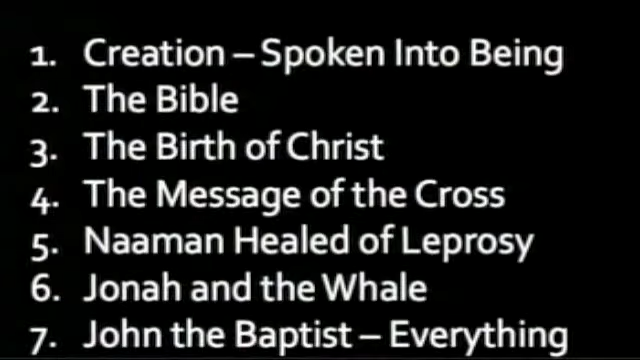 1. Creation – Spoken Into Being
2. The Bible
3. The Birth of Christ
4. The Message of the Cross
5. Naaman Healed of Leprosy
6. Jonah and the Whale
7. John the Baptist – Everything